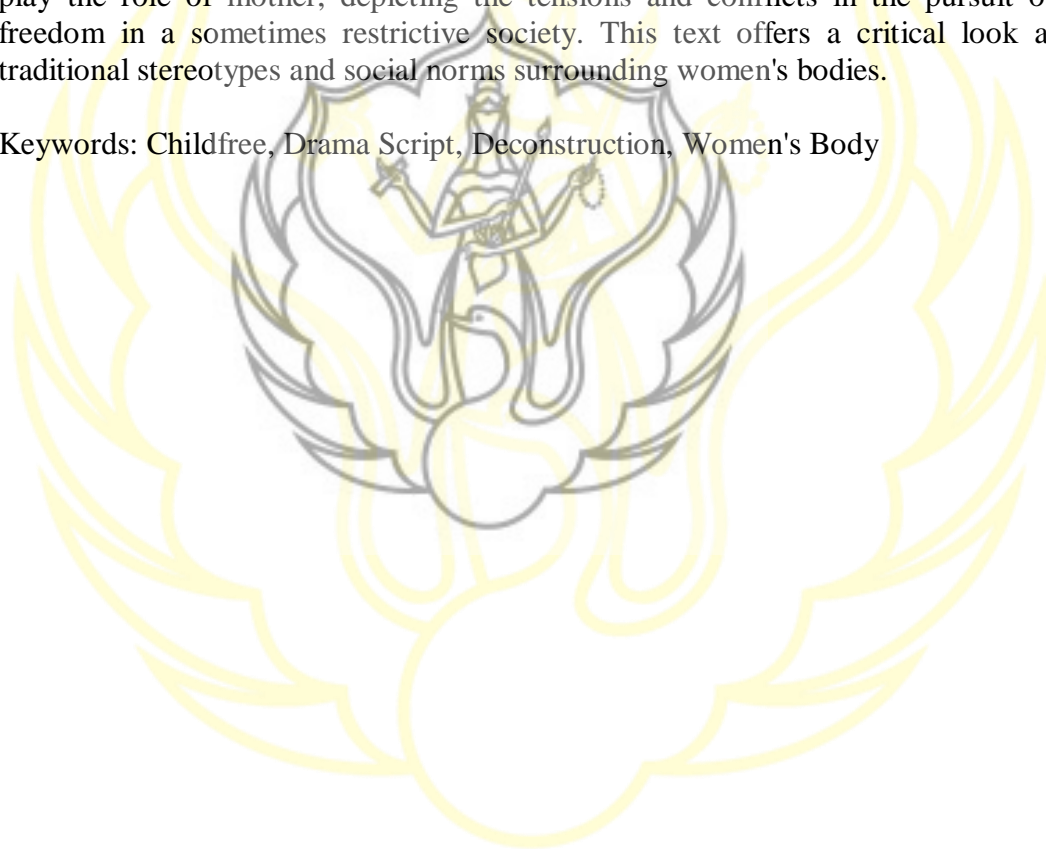 play the role of mother, depicting the tensions and conflicts in the pursuit
freedom in a sometimes restrictive society. This text offers a critical look
traditional stereotypes and social norms surrounding women's bodies.
Keywords: Childfree, Drama Script, Deconstruction, Women's Body